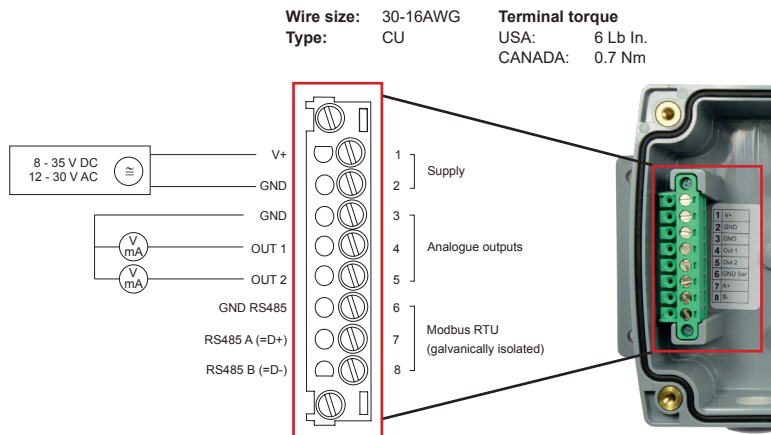 Wire size: 30-16AWG Terminal torque
Type: CU USA: 6 Lb In.
CANADA: 0.7 Nm
8 - 35 V DC
12 - 30 V AC
≅
V+ 1
GND 2
Supply
GND 3
V
mA
OUT 1 4
Analogue outputs
V
mA
OUT 2 5
GND RS485 6
RS485 A (=D+) 7
Modbus RTU
(galvanically isolated)
RS485 B (=D-) 8
1 V+
2 GND
3 GND
4 Out 1
5 Out 2
6 GND Ser
7 A+
8 B-